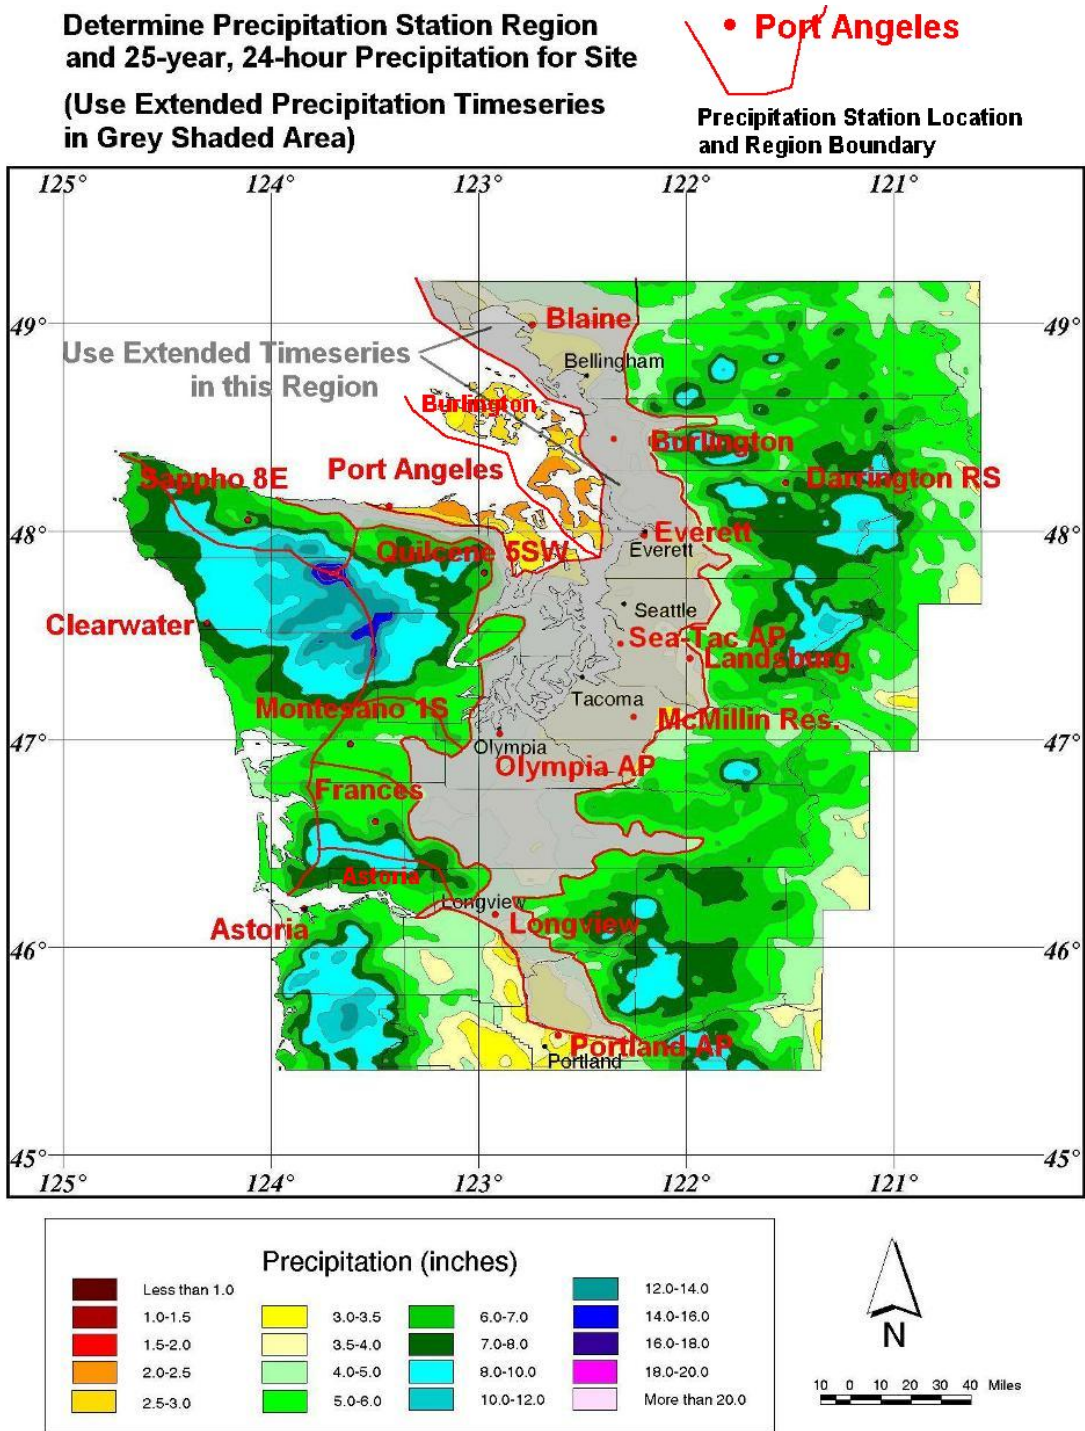 Determine Precipitation Station Region
and 25-year, 24-hour Precipitation for Site
(Use Extended Precipitation Timeseries
in Grey Shaded Area)
Port Angeles
Precipitation Station Location
and Region Boundary
125° 124° 123° 122° 121°
49° Blaine 49°
Use Extended Timeseries
in this Region
Bellingham
Burlington
Burlington
Port Angeles
Sappho 8E
Darrington RS
48° Everett 48°
Quilcene 5SW
Everett
Seattle
Clearwater
Sea-Tac AP
Landsburg
Tacoma
Montesano 1S
McMillin Res.
47° Olympia 47°
Olympia AP
Frances
Astoria
Longview
Astoria
Longview
46° 46°
Portland AP
Portland
45° 45°
125° 124° 123° 122° 121°
Precipitation (inches)
Less than 1.0
1.0-1.5
1.5-2.0
2.0-2.5
2.5-3.0
3.0-3.5
3.5-4.0
4.0-5.0
5.0-6.0
6.0-7.0
7.0-8.0
8.0-10.0
10.0-12.0
12.0-14.0
14.0-16.0
16.0-18.0
18.0-20.0
More than 20.0
N
10 0 10 20 30 40 Miles